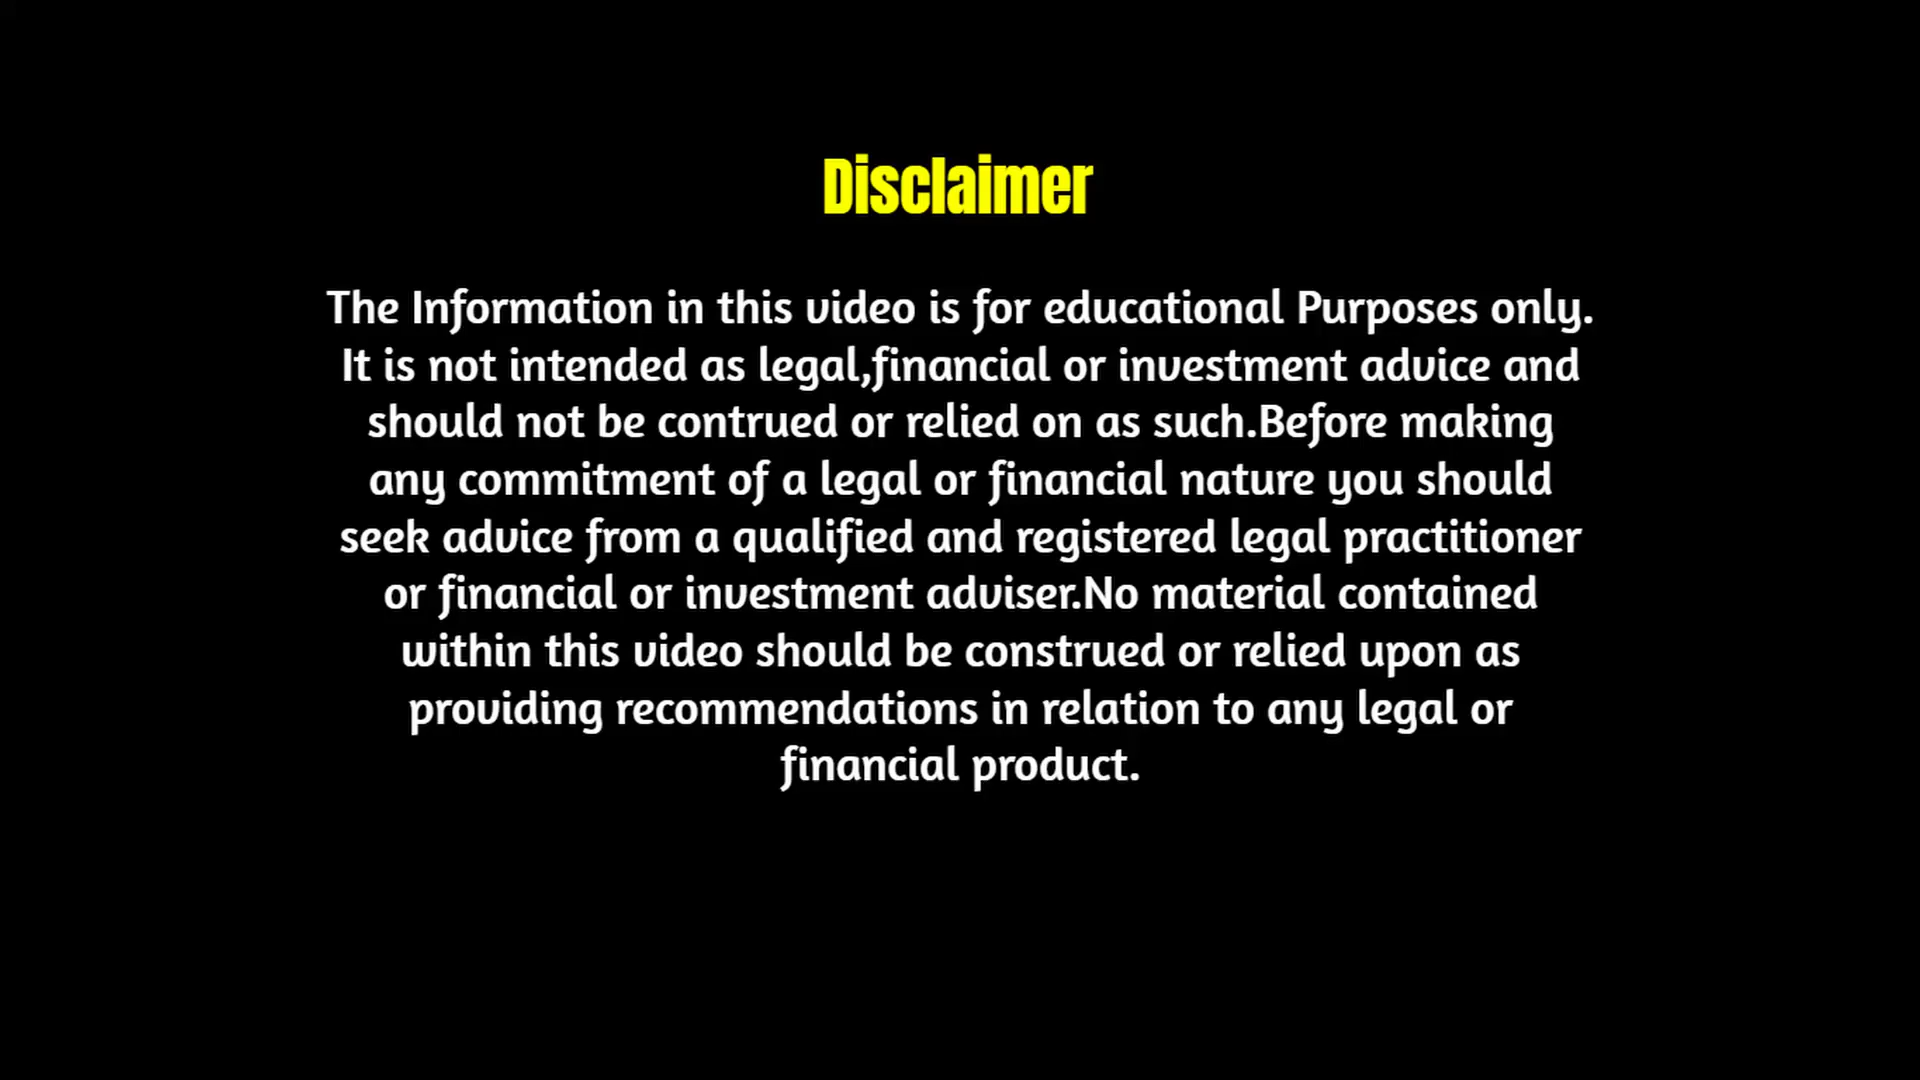 Disclaimer
The Information in this video is for educational Purposes only.
It is not intended as legal,financial or investment advice and
should not be contrued or relied on as such.Before making
any commitment of a legal or financial nature you should
seek advice from a qualified and registered legal practitioner
or financial or investment adviser.No material contained
within this video should be construed or relied upon as
providing recommendations in relation to any legal or
financial product.